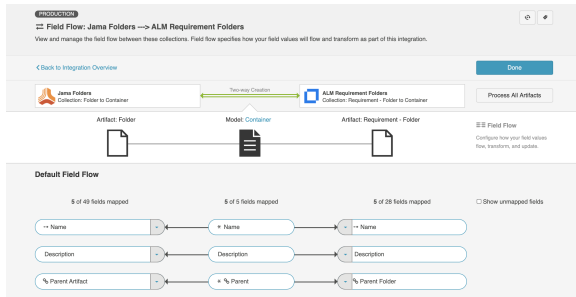 PRODUCTION
Field Flow: Jama Folders ---> ALM Requirement Folders
View and manage the field flow between these collections. Field flow specifies how your field values will flow and transform as part of this integration.
Back to Integration Overview
Done
Jama Folders
Collection: Folder to Container
Two-way Creation
ALM Requirement Folders
Collection: Requirement - Folder to Container
Process All Artifacts
Artifact: Folder
Model: Container
Artifact: Requirement - Folder
Field Flow
Configure how your field values
flow, transform, and update.
Default Field Flow
5 of 49 fields mapped
5 of 5 fields mapped
5 of 28 fields mapped
Show unmapped fields
Name
Name
Name
Description
Description
Description
Parent Artifact
Parent
Parent Folder